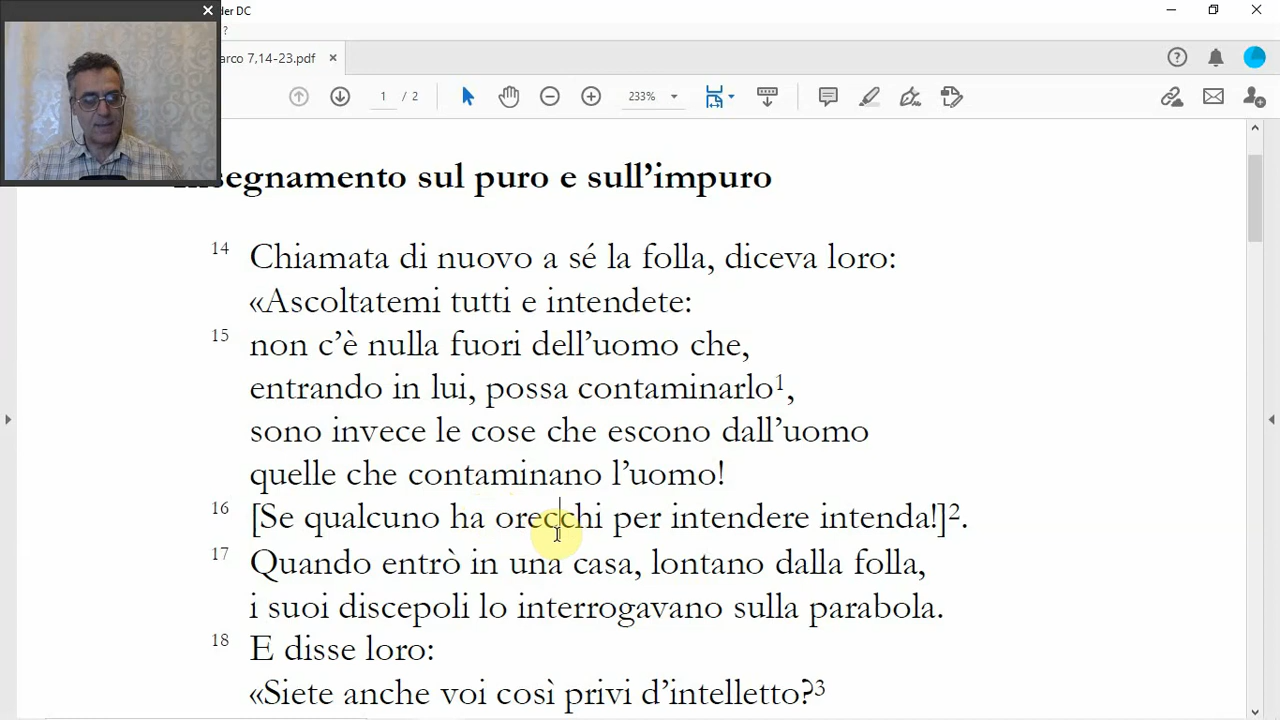 der DC
?
arco 7,14-23.pdf
1 / 2
233%
segnamento sul puro e sull’impuro
14 Chiamata di nuovo a sé la folla, diceva loro:
«Ascoltatemi tutti e intendete:
15 non c’è nulla fuori dell’uomo che,
entrando in lui, possa contaminarlo¹,
sono invece le cose che escono dall’uomo
quelle che contaminano l’uomo!
16 [Se qualcuno ha orecchi per intendere intenda!]².
17 Quando entrò in una casa, lontano dalla folla,
i suoi discepoli lo interrogavano sulla parabola.
18 E disse loro:
«Siete anche voi così privi d’intelletto?³